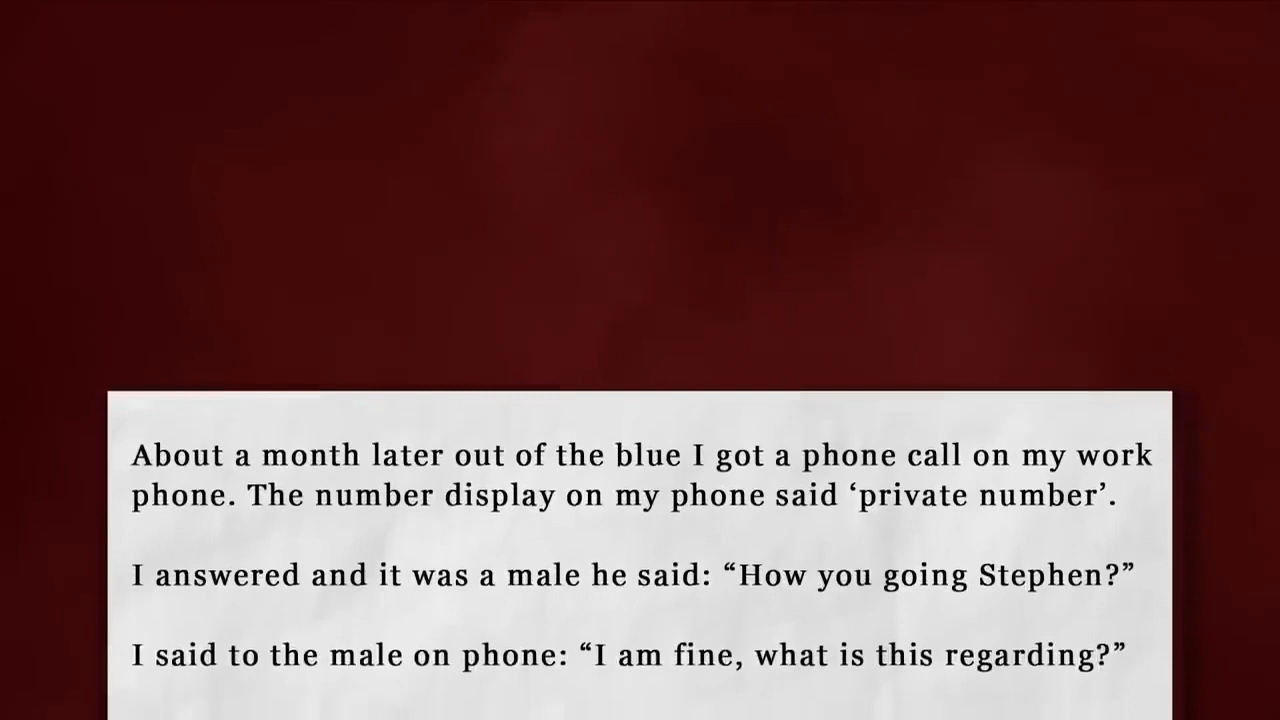 About a month later out of the blue I got a phone call on my work
phone. The number display on my phone said ‘private number’.
I answered and it was a male he said: “How you going Stephen?”
I said to the male on phone: “I am fine, what is this regarding?”